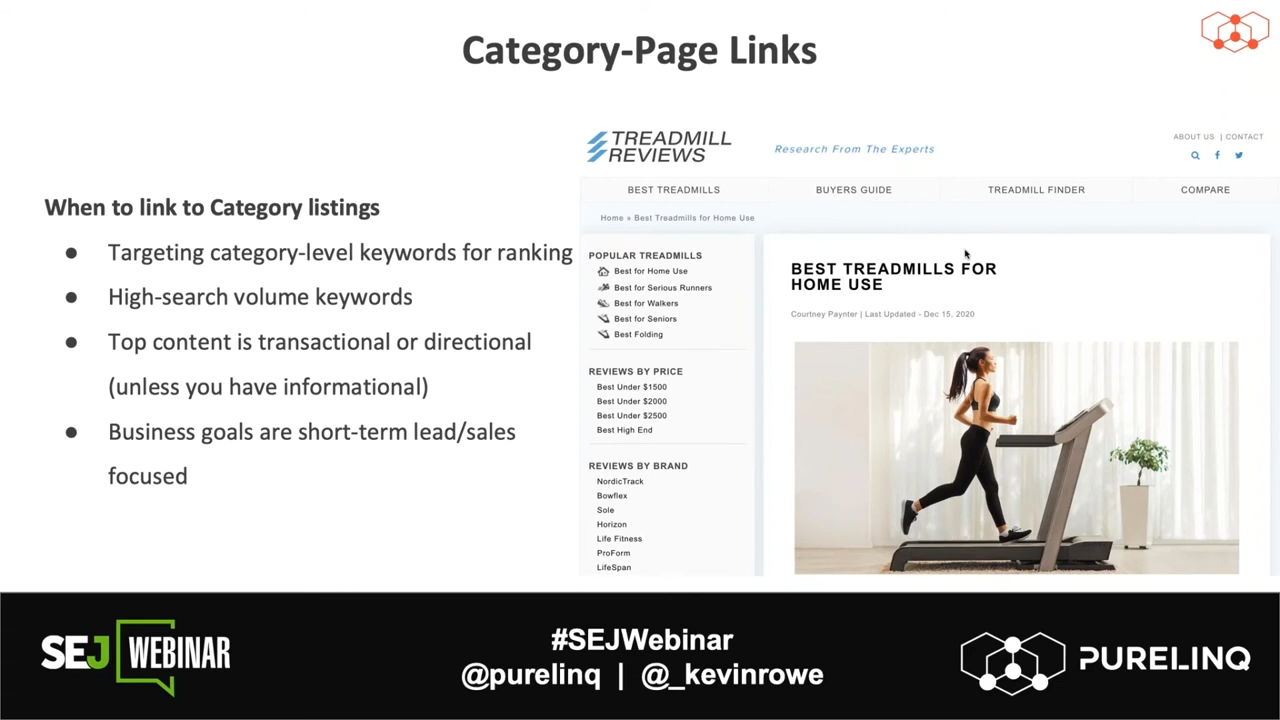 Category-Page Links
When to link to Category listings
● Targeting category-level keywords for ranking
● High-search volume keywords
● Top content is transactional or directional
(unless you have informational)
● Business goals are short-term lead/sales
focused
TREADMILL
REVIEWS
Research From The Experts
ABOUT US | CONTACT
BEST TREADMILLS
BUYERS GUIDE
TREADMILL FINDER
COMPARE
Home » Best Treadmills for Home Use
POPULAR TREADMILLS
Best for Home Use
Best for Serious Runners
Best for Walkers
Best for Seniors
Best Folding
REVIEWS BY PRICE
Best Under $1500
Best Under $2000
Best Under $2500
Best High End
REVIEWS BY BRAND
NordicTrack
Bowflex
Sole
Horizon
Life Fitness
ProForm
LifeSpan
BEST TREADMILLS FOR
HOME USE
Courtney Paynter | Last Updated - Dec 15, 2020
SEJ WEBINAR
#SEJWebinar
@purelinq | @_kevinrowe
PURELINQ